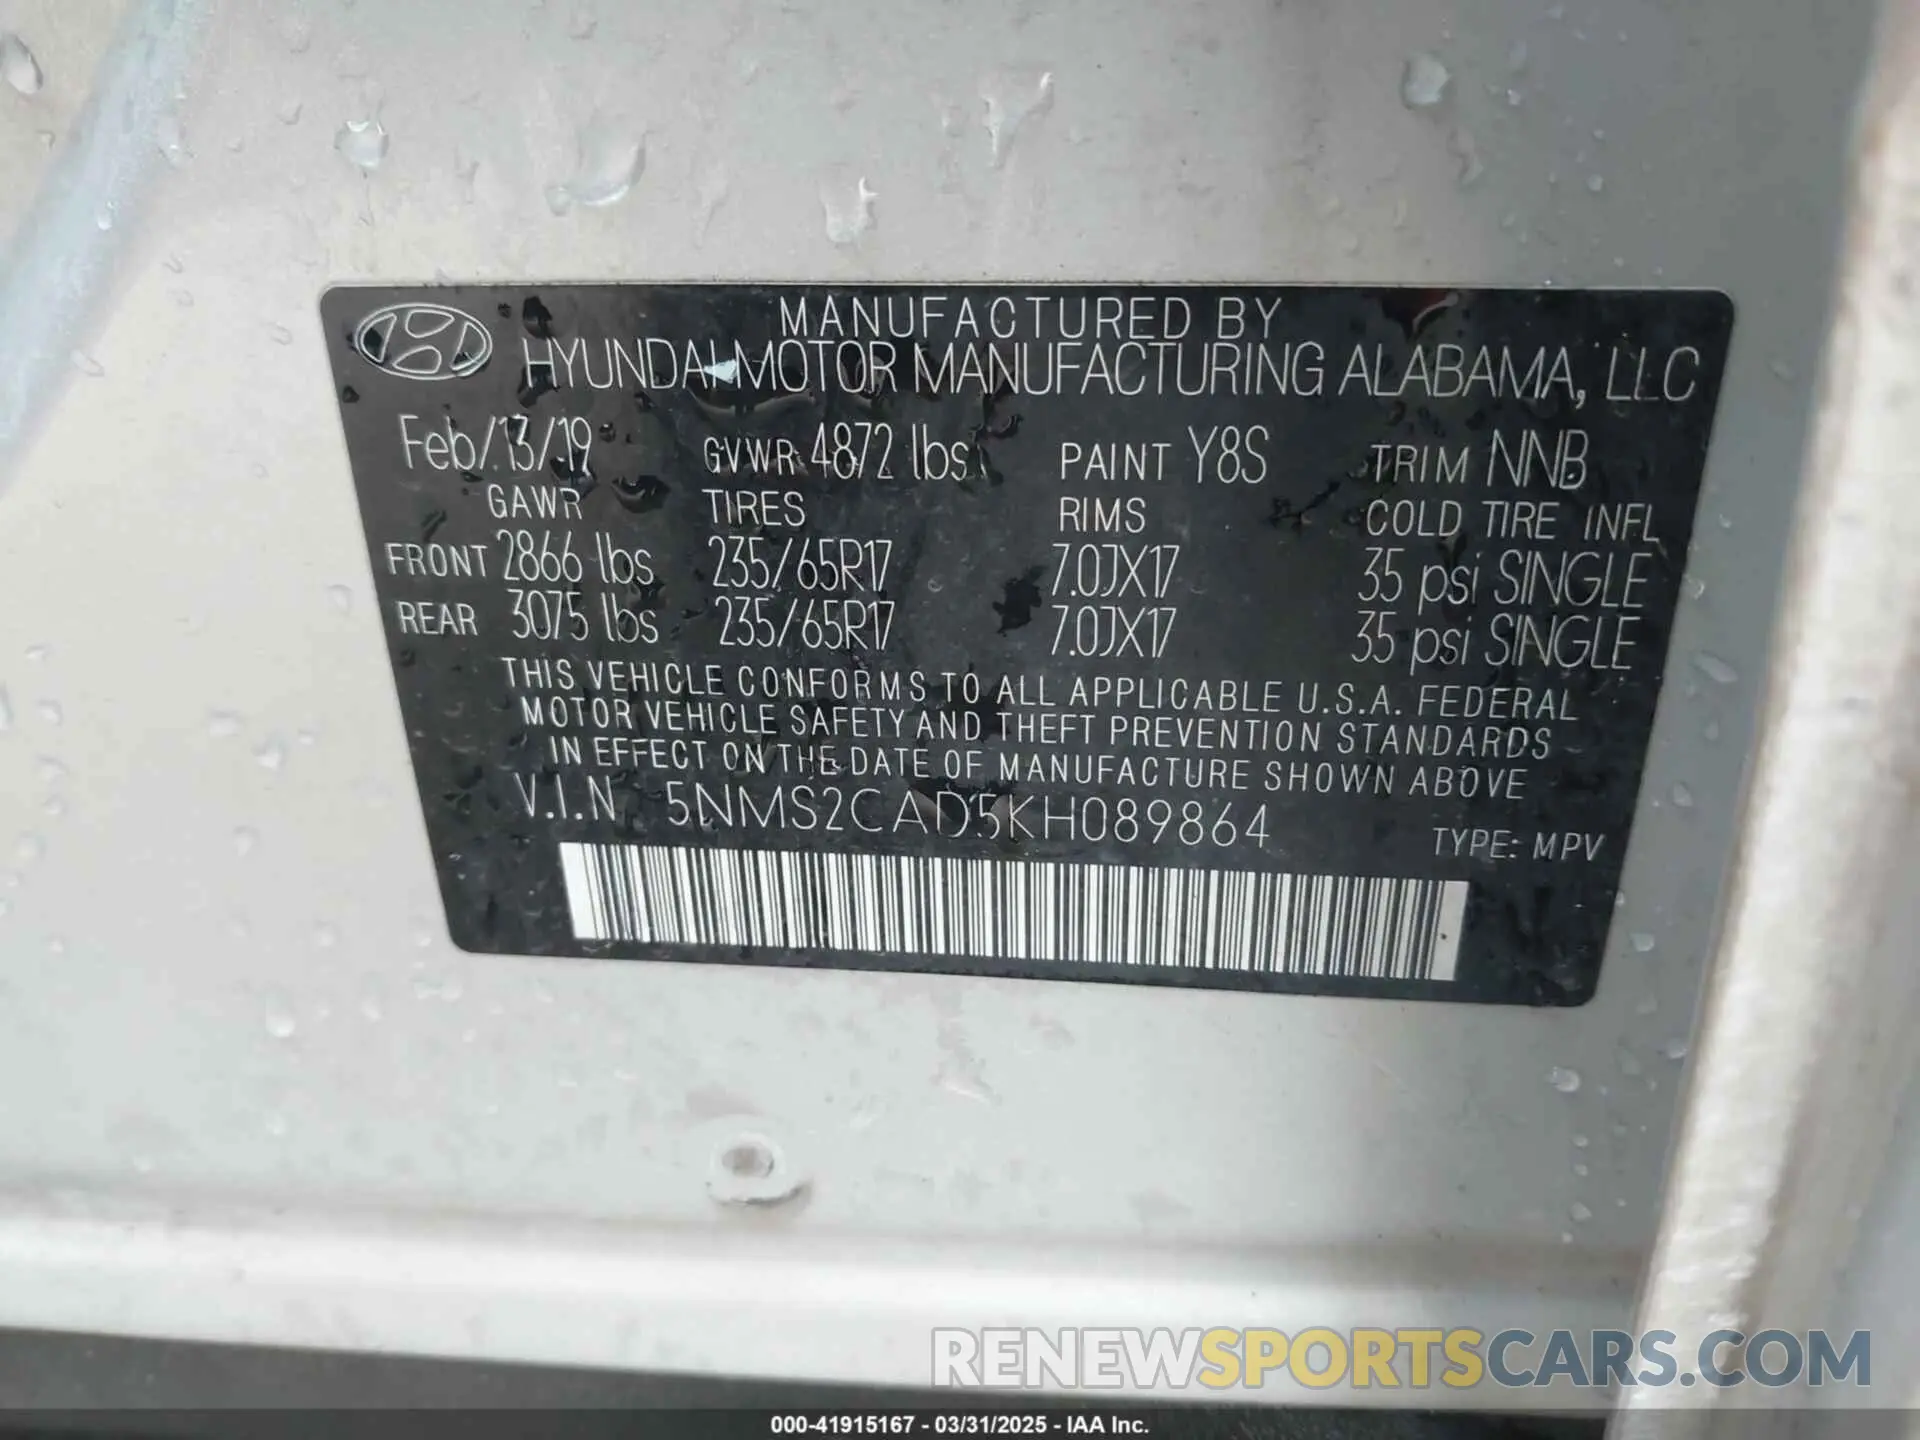 MANUFACTURED BY
HYUNDAI MOTOR MANUFACTURING ALABAMA, LLC
Feb/13/19 GVWR 4872 lbs PAINT Y8S TRIM NNB
GAWR TIRES RIMS COLD TIRE INFL
FRONT 2866 lbs 235/65R17 7.0JX17 35 psi SINGLE
REAR 3075 lbs 235/65R17 7.0JX17 35 psi SINGLE
THIS VEHICLE CONFORMS TO ALL APPLICABLE U.S.A. FEDERAL
MOTOR VEHICLE SAFETY AND THEFT PREVENTION STANDARDS
IN EFFECT ON THE DATE OF MANUFACTURE SHOWN ABOVE
V.I.N 5NMS2CAD5KH089864 TYPE: MPV
RENEWSPORTSCARS.COM
000-41915167 - 03/31/2025 - IAA Inc.